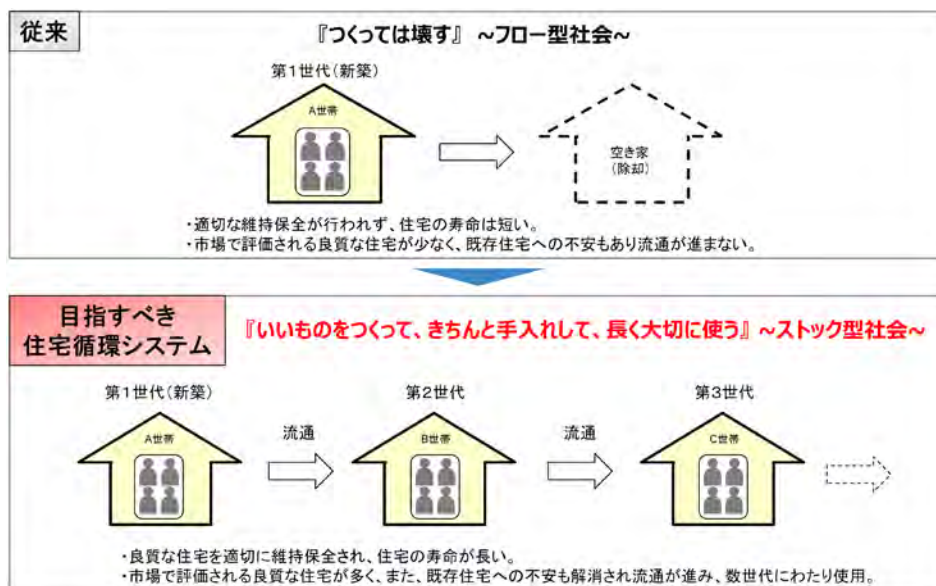 従来
『つくっては壊す』 ~フロー型社会~
第1世代(新築)
A世帯
空き家
(除却)
・適切な維持保全が行われず、住宅の寿命は短い。
・市場で評価される良質な住宅が少なく、既存住宅への不安もあり流通が進まない。
目指すべき
住宅循環システム
『いいものをつくって、きちんと手入れして、長く大切に使う』 ~ストック型社会~
第1世代(新築)
第2世代
第3世代
A世帯
流通
B世帯
流通
C世帯
・良質な住宅を適切に維持保全され、住宅の寿命が長い。
・市場で評価される良質な住宅が多く、また、既存住宅への不安も解消され流通が進み、数世代にわたり使用。